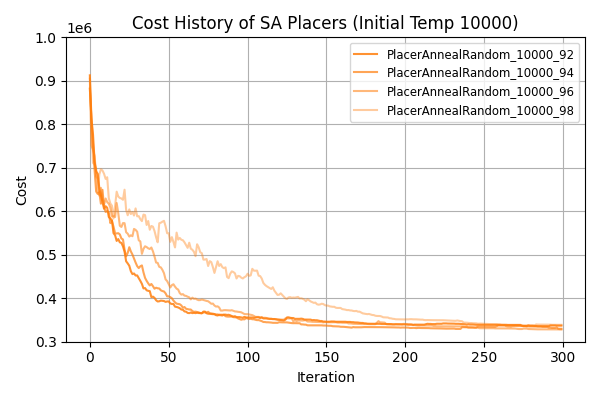 Cost History of SA Placers (Initial Temp 10000)
1e6
1.0
0.9
0.8
0.7
0.6
0.5
0.4
0.3
Cost
PlacerAnnealRandom_10000_92
PlacerAnnealRandom_10000_94
PlacerAnnealRandom_10000_96
PlacerAnnealRandom_10000_98
0 50 100 150 200 250 300
Iteration